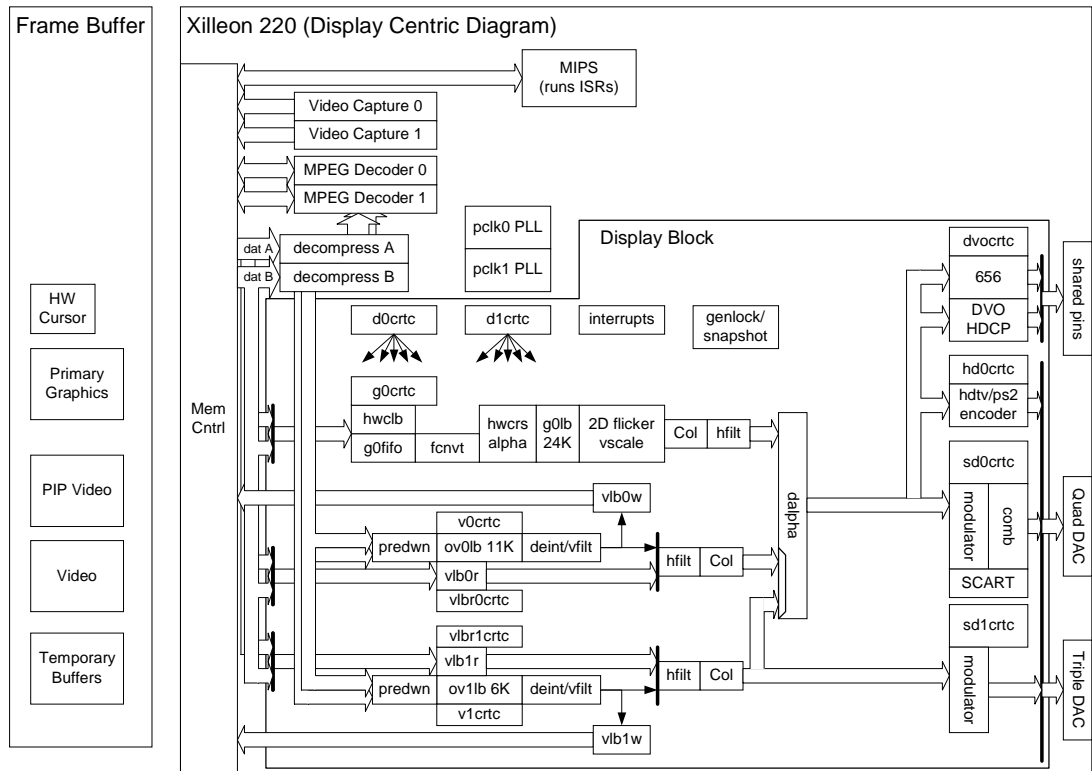 Frame Buffer
Xilleon 220 (Display Centric Diagram)
MIPS
(runs ISRs)
Video Capture 0
Video Capture 1
MPEG Decoder 0
MPEG Decoder 1
pclk0 PLL
pclk1 PLL
dat A
decompress A
dat B
decompress B
Display Block
dvocrtc
656
DVO
HDCP
shared pins
HW
Cursor
Primary
Graphics
PIP Video
Video
Temporary
Buffers
Mem
Cntrl
d0crtc
d1crtc
interrupts
genlock/
snapshot
g0crtc
hwclb
g0fifo
fcnvt
hwcrs
alpha
g0lb
24K
2D flicker
vscale
Col
hfilt
hd0crtc
hdtv/ps2
encoder
dalpha
sd0crtc
modulator
comb
SCART
Quad DAC
vlb0w
v0crtc
predwn
ov0lb 11K
deint/vfilt
vlb0r
vlbr0crtc
hfilt
Col
vlbr1crtc
vlb1r
predwn
ov1lb 6K
deint/vfilt
v1crtc
hfilt
Col
vlb1w
sd1crtc
modulator
Triple DAC